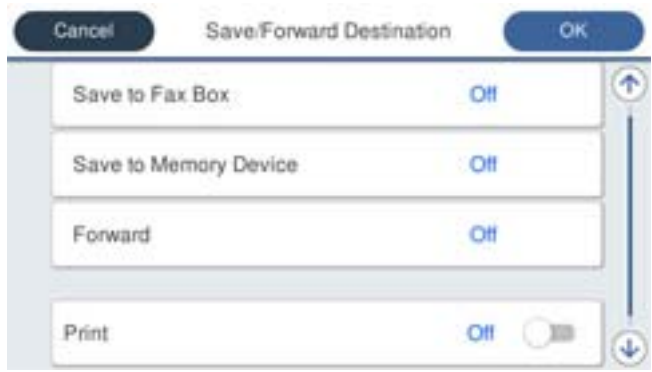 Cancel Save/Forward Destination OK
Save to Fax Box Off
Save to Memory Device Off
Forward Off
Print Off